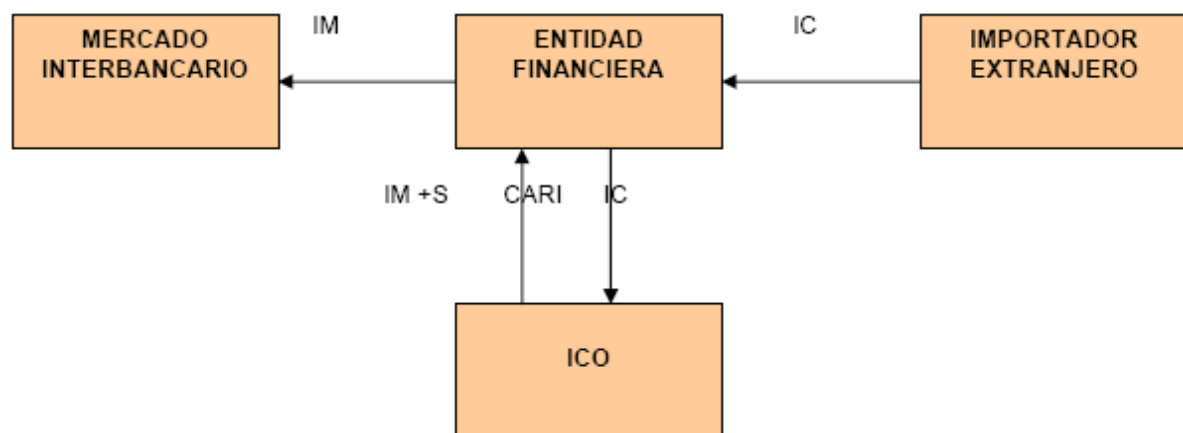 MERCADO
INTERBANCARIO
IM
ENTIDAD
FINANCIERA
IC
IMPORTADOR
EXTRANJERO
IM +S
CARI
IC
ICO